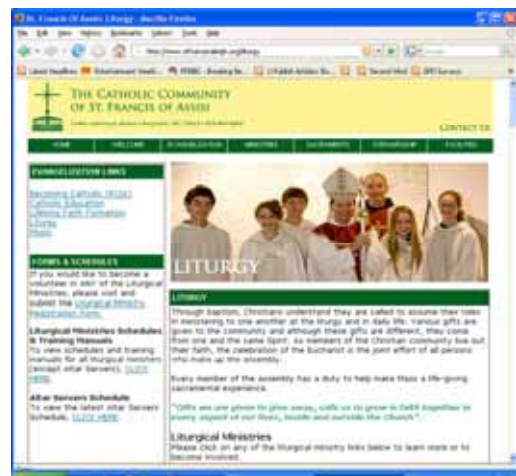 St. Francis Of Assisi Liturgy - Mozilla Firefox
File Edit View History Bookmarks Tools Help
Latest Headlines
THE CATHOLIC COMMUNITY
OF ST. FRANCIS OF ASSISI
CONTACT US
HOME WELCOME EVANGELIZATION MINISTRIES SACRAMENTS STEWARDSHIP FACILITIES
EVANGELIZATION LINKS
Becoming Catholic (RCIA)
Catholic Education
Lifelong Faith Formation
Liturgy
Music
FORMS & SCHEDULES
If you would like to become a
volunteer in ANY of the Liturgical
Ministries, please visit and
submit the Liturgical Ministry
Registration Form.
Liturgical Ministries Schedules
& Training Manuals
To view schedules and training
manuals for all liturgical ministries
(except Altar Servers), CLICK
HERE.
Altar Servers Schedule
To view the latest Altar Servers
Schedule, CLICK HERE.
LITURGY
LITURGY
Through baptism, Christians understand they are called to assume their roles
in ministering to one another at the liturgy and in daily life. Various gifts are
given to the community and although these gifts are different, they come
from one and the same Spirit. As members of the Christian community live out
their faith, the celebration of the Eucharist is the joint effort of all persons
who make up the assembly.
Every member of the assembly has a duty to help make Mass a life-giving
sacramental experience.
"Gifts are given to give away, calls us to grow in faith together in
every aspect of our lives, inside and outside the Church".
Liturgical Ministries
Please click on any of the liturgical ministry links below to learn more or to
become involved.